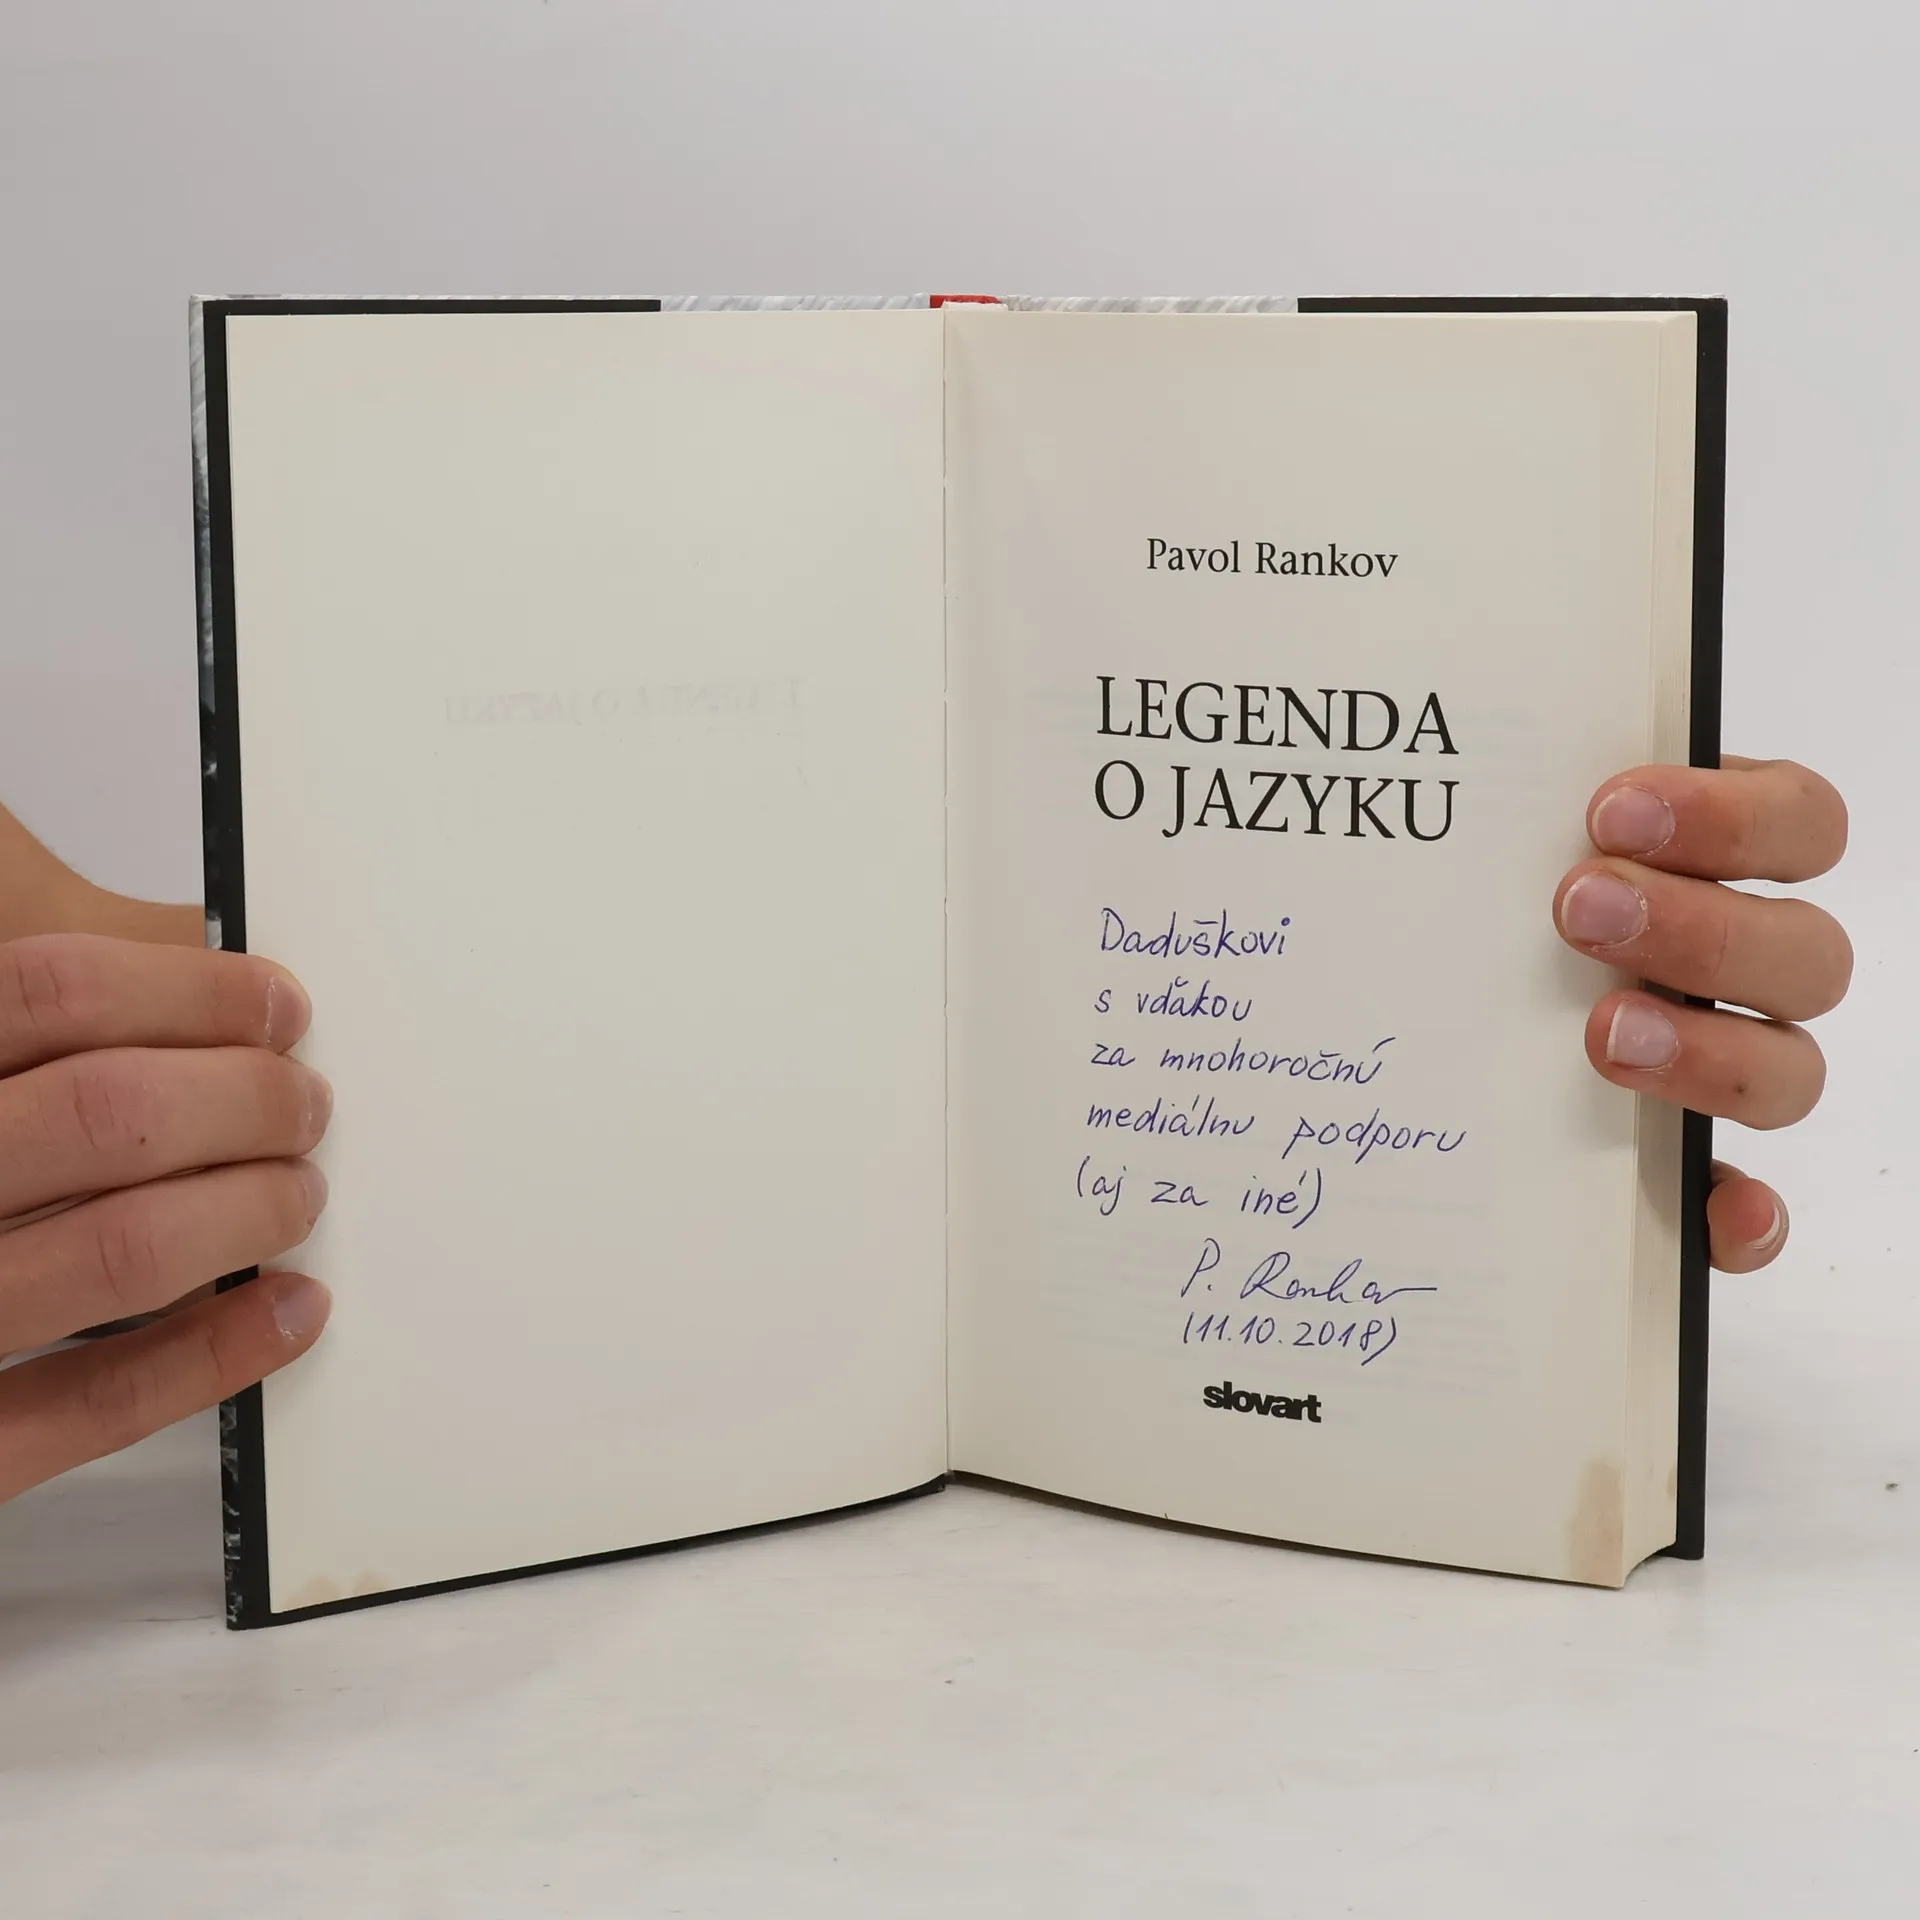 Pavol Rankov
LEGENDA
O JAZYKU
Daduškovi
s vďakou
za mnohoročnú
mediálnu podporu
(aj za iné)
P. Rankov
(11.10.2018)
slovart